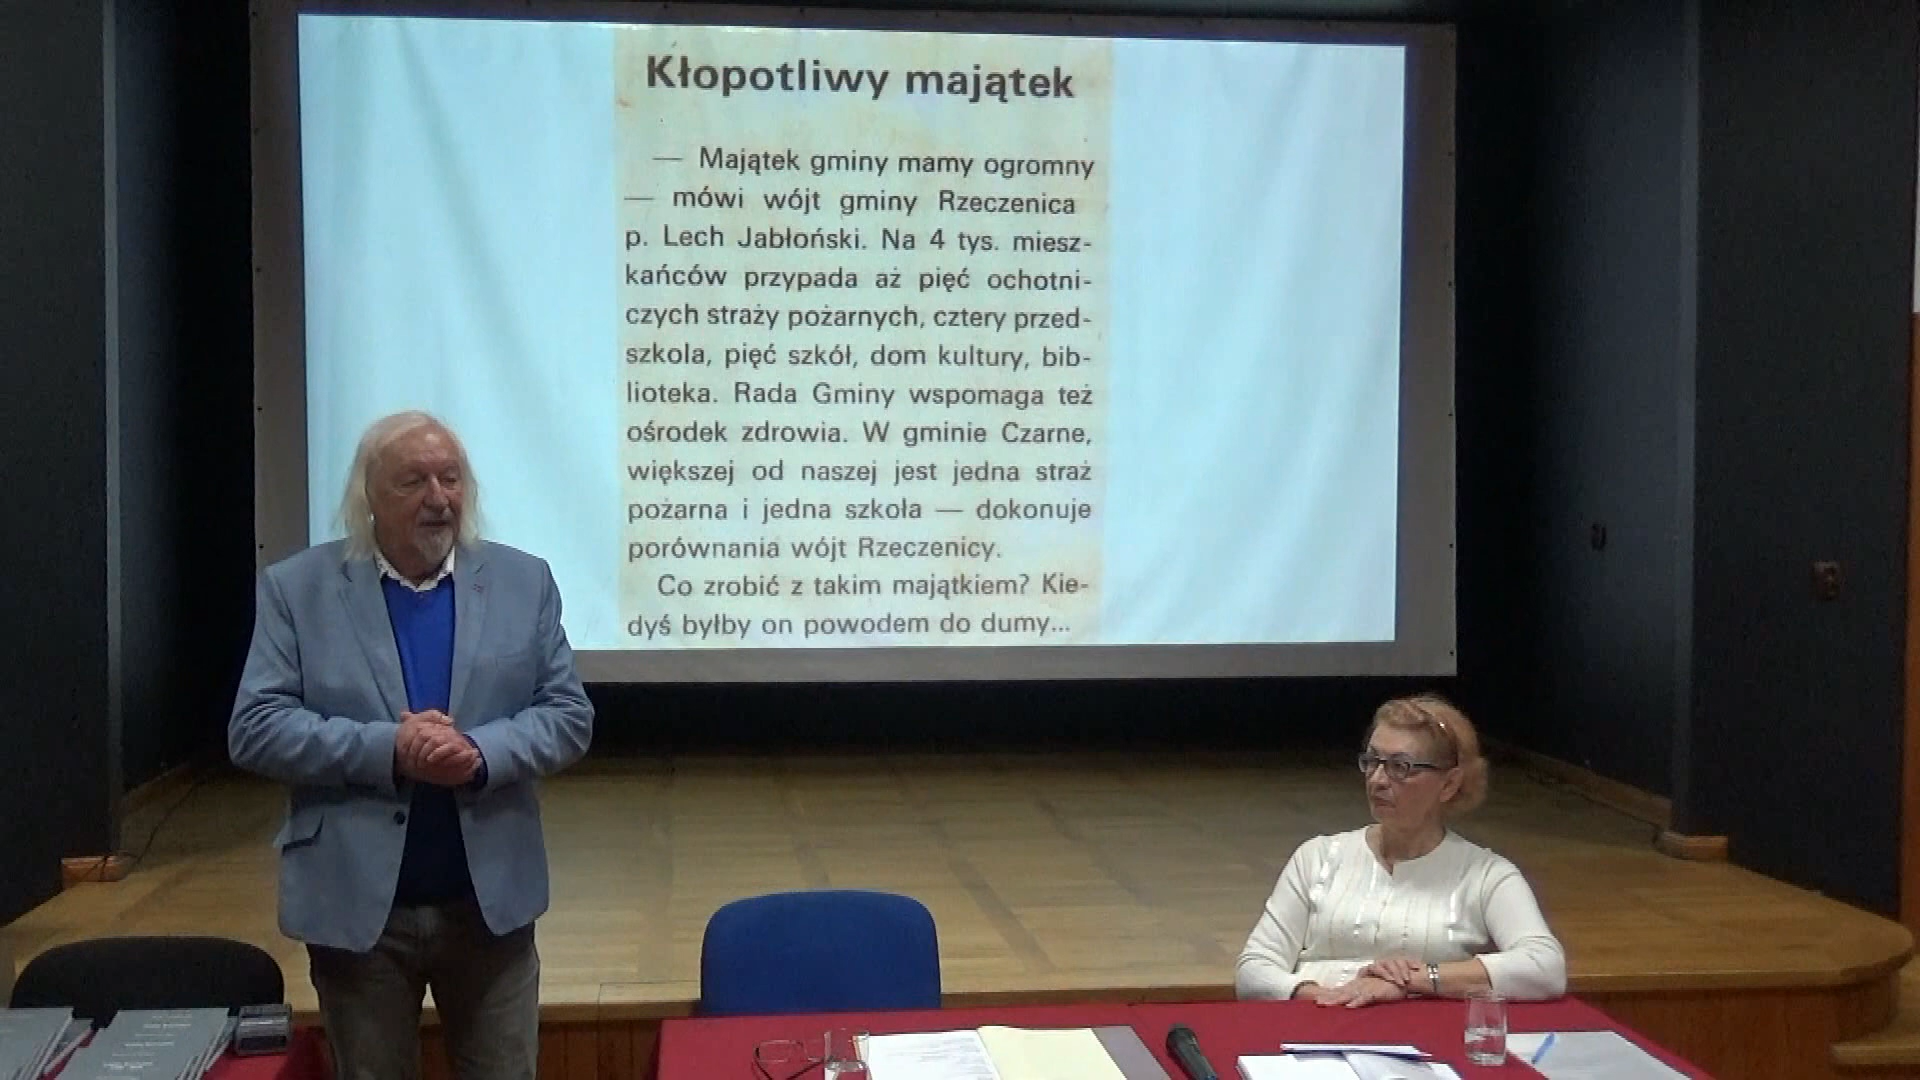 Kłopotliwy majątek
— Majątek gminy mamy ogromny
— mówi wójt gminy Rzeczenica
p. Lech Jabłoński. Na 4 tys. miesz-
kańców przypada aż pięć ochotni-
czych straży pożarnych, cztery przed-
szkola, pięć szkół, dom kultury, bib-
lioteka. Rada Gminy wspomaga też
ośrodek zdrowia. W gminie Czarne,
większej od naszej jest jedna straż
pożarna i jedna szkoła — dokonuje
porównania wójt Rzeczenicy.
Co zrobić z takim majątkiem? Kie-
dyś byłby on powodem do dumy...